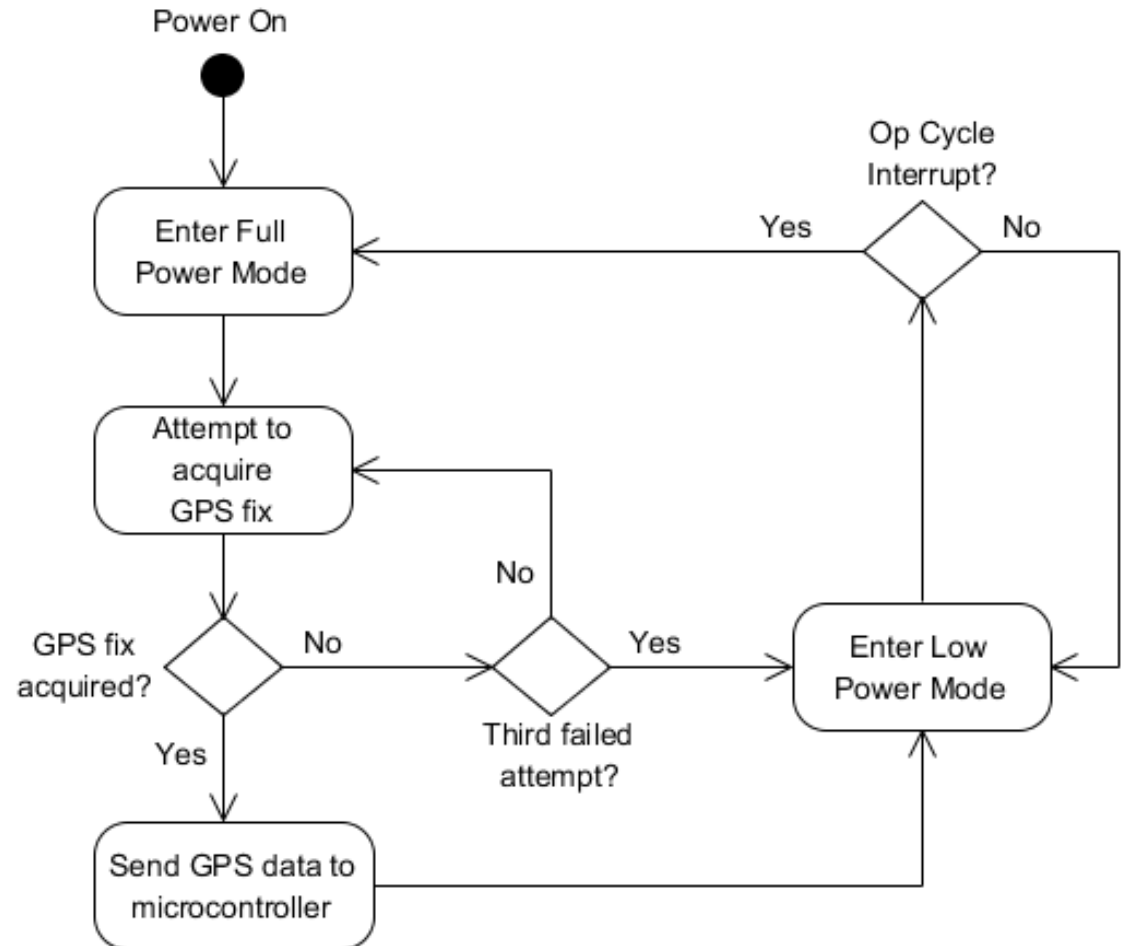 Power On
Op Cycle
Interrupt?
Enter Full
Power Mode
Yes
No
Attempt to
acquire
GPS fix
No
GPS fix
acquired?
No
Yes
Enter Low
Power Mode
Third failed
attempt?
Yes
Send GPS data to
microcontroller